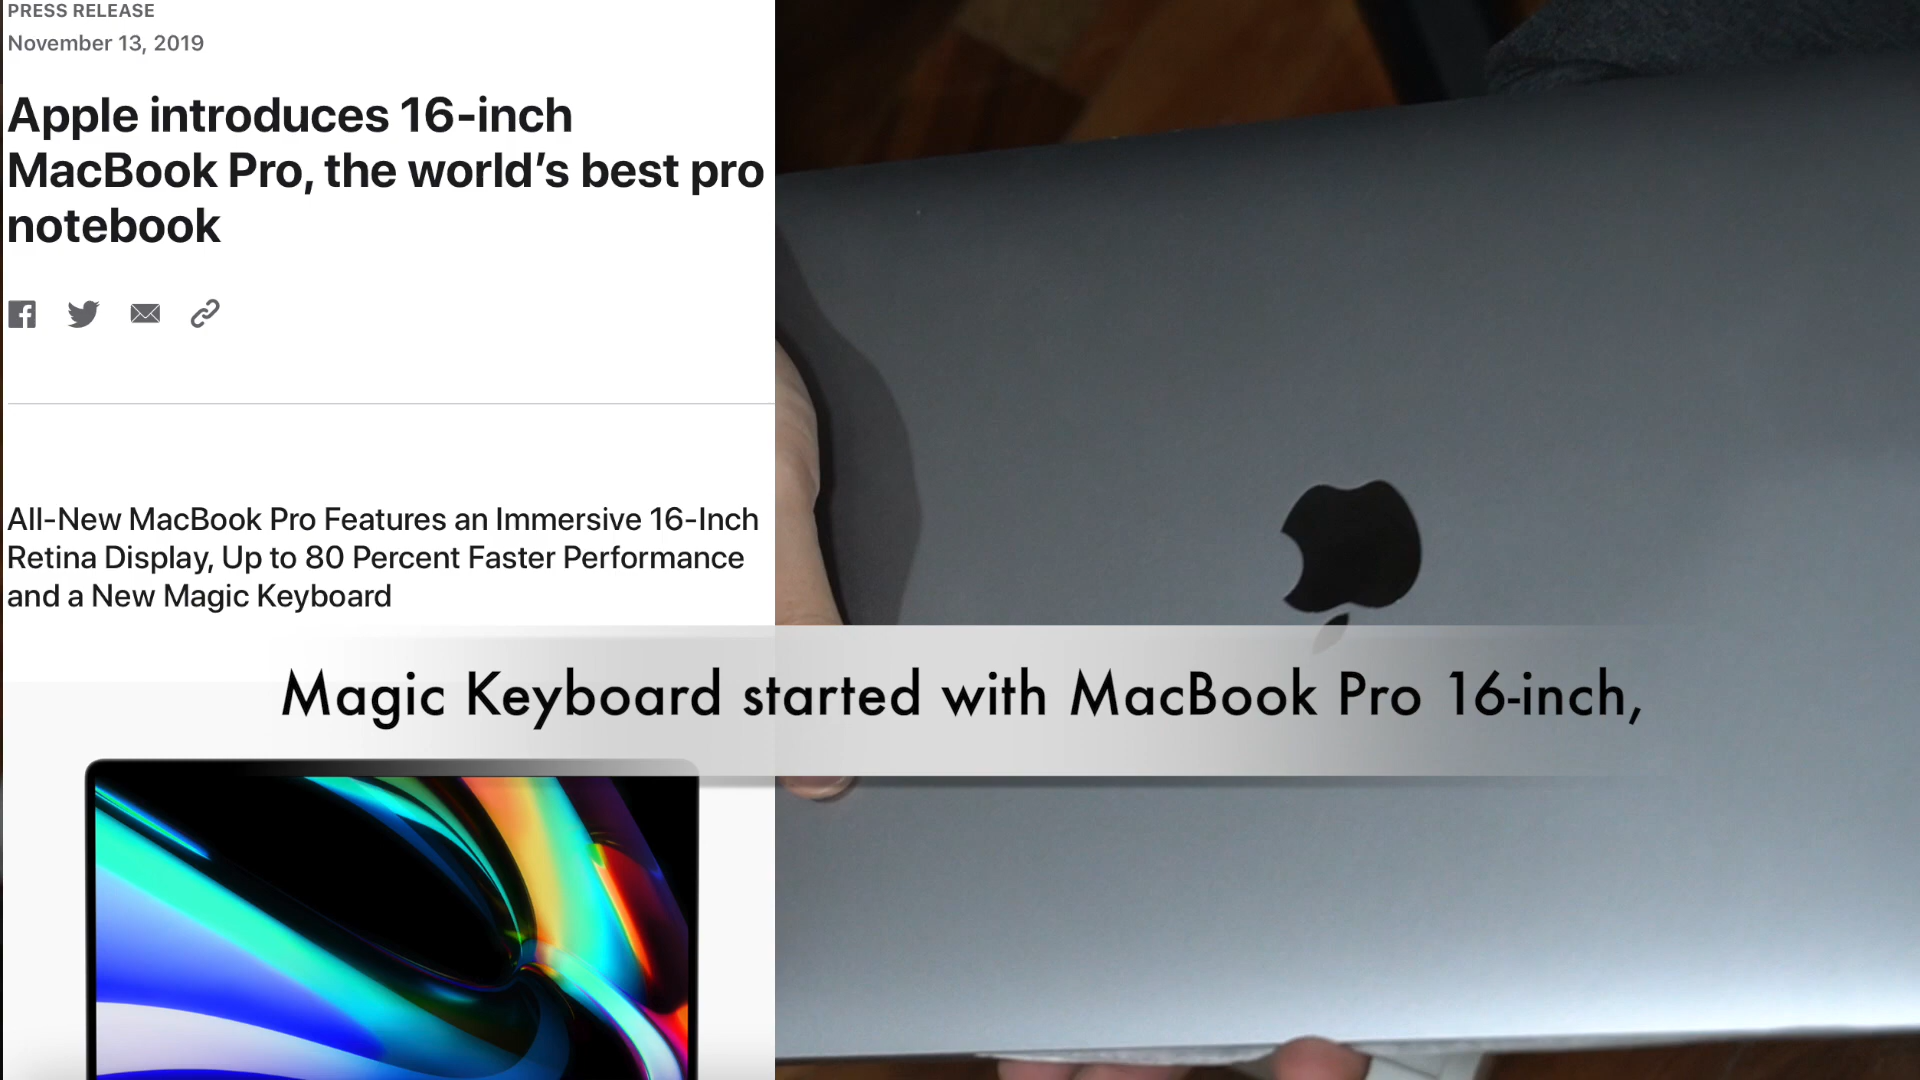 PRESS RELEASE
November 13, 2019
Apple introduces 16-inch
MacBook Pro, the world's best pro
notebook
All-New MacBook Pro Features an Immersive 16-Inch
Retina Display, Up to 80 Percent Faster Performance
and a New Magic Keyboard
Magic Keyboard started with MacBook Pro 16-inch,